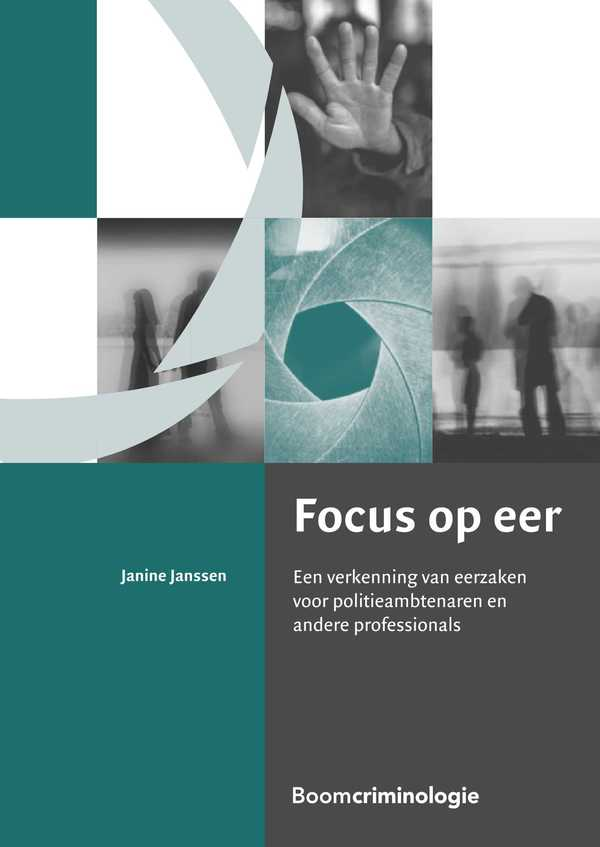 Focus op eer
Janine Janssen
Een verkenning van eerzaken
voor politieambtenaren en
andere professionals
Boomcriminologie